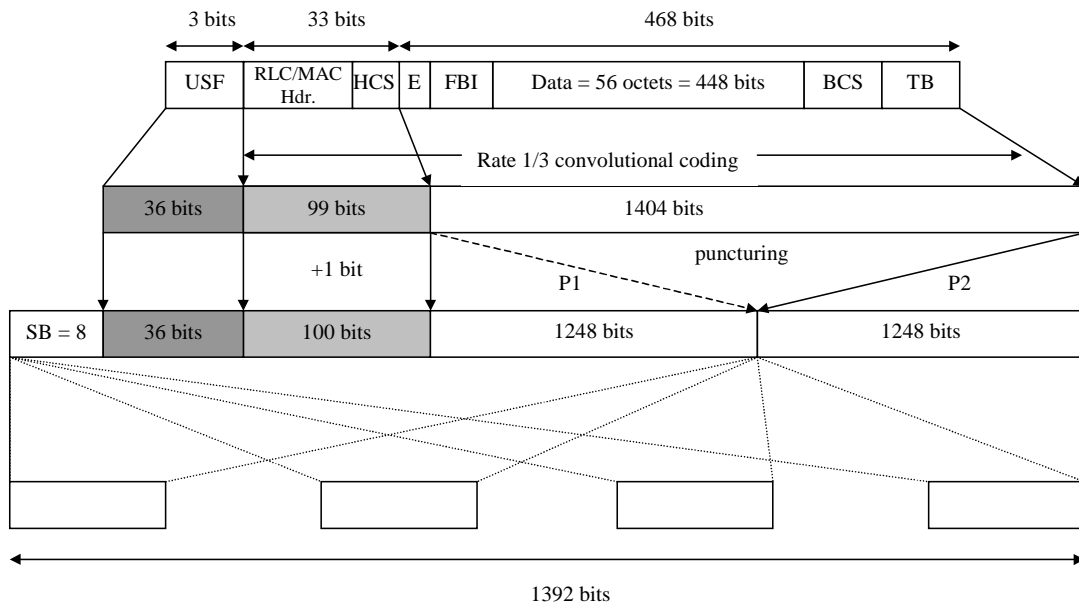 3 bits 33 bits 468 bits
USF RLC/MAC Hdr. HCS E FBI Data = 56 octets = 448 bits BCS TB
Rate 1/3 convolutional coding
36 bits 99 bits 1404 bits
+1 bit puncturing
P1 P2
SB = 8 36 bits 100 bits 1248 bits 1248 bits
1392 bits